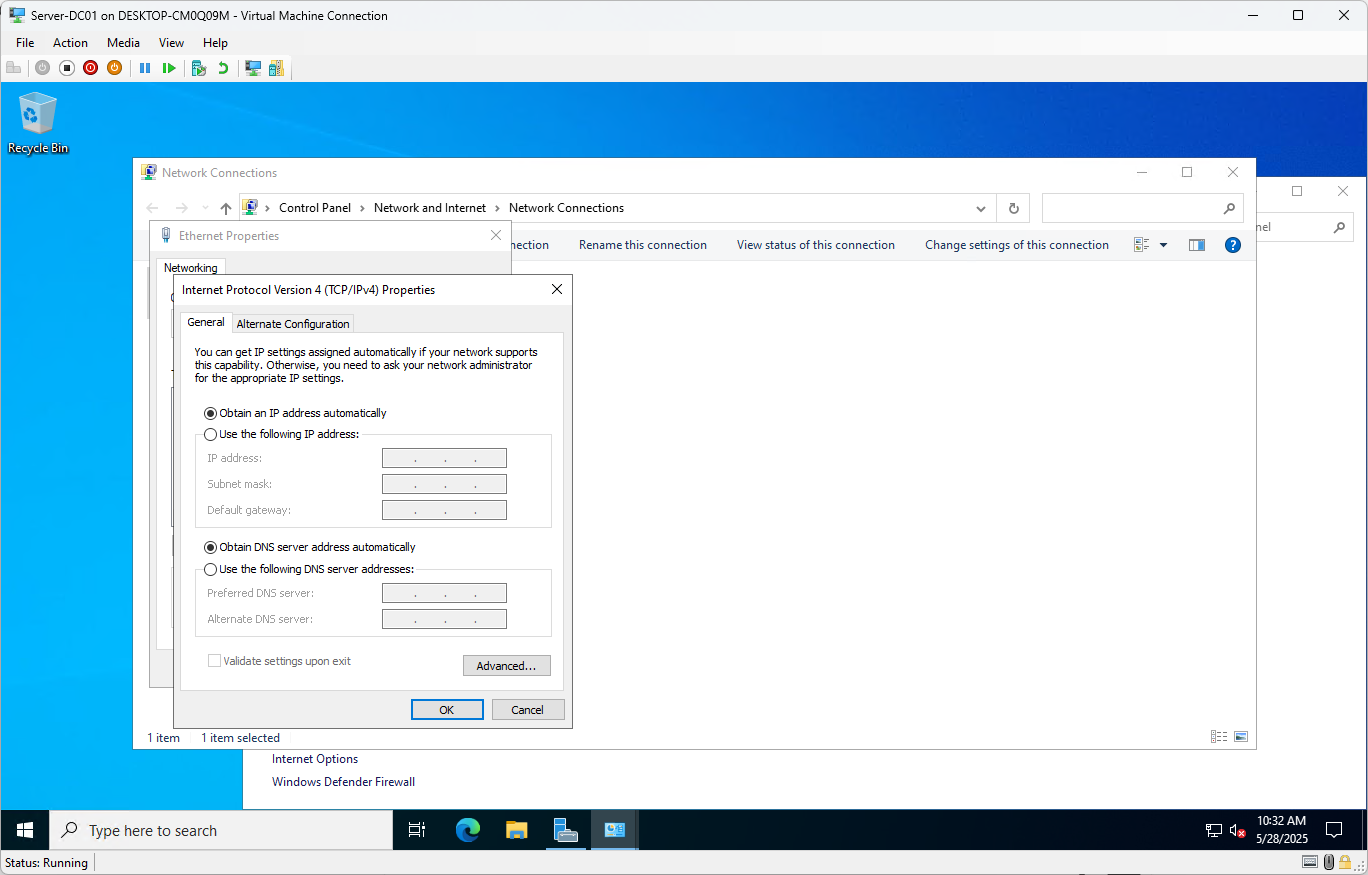 Server-DC01 on DESKTOP-CM0Q09M - Virtual Machine Connection
File Action Media View Help
Recycle Bin
Network Connections
Control Panel > Network and Internet > Network Connections
Ethernet Properties
Rename this connection View status of this connection Change settings of this connection
Networking
Internet Protocol Version 4 (TCP/IPv4) Properties
General Alternate Configuration
You can get IP settings assigned automatically if your network supports
this capability. Otherwise, you need to ask your network administrator
for the appropriate IP settings.
Obtain an IP address automatically
Use the following IP address:
IP address:
Subnet mask:
Default gateway:
Obtain DNS server address automatically
Use the following DNS server addresses:
Preferred DNS server:
Alternate DNS server:
Validate settings upon exit
Advanced...
OK Cancel
1 item 1 item selected
Internet Options
Windows Defender Firewall
Type here to search
10:32 AM
5/28/2025
Status: Running